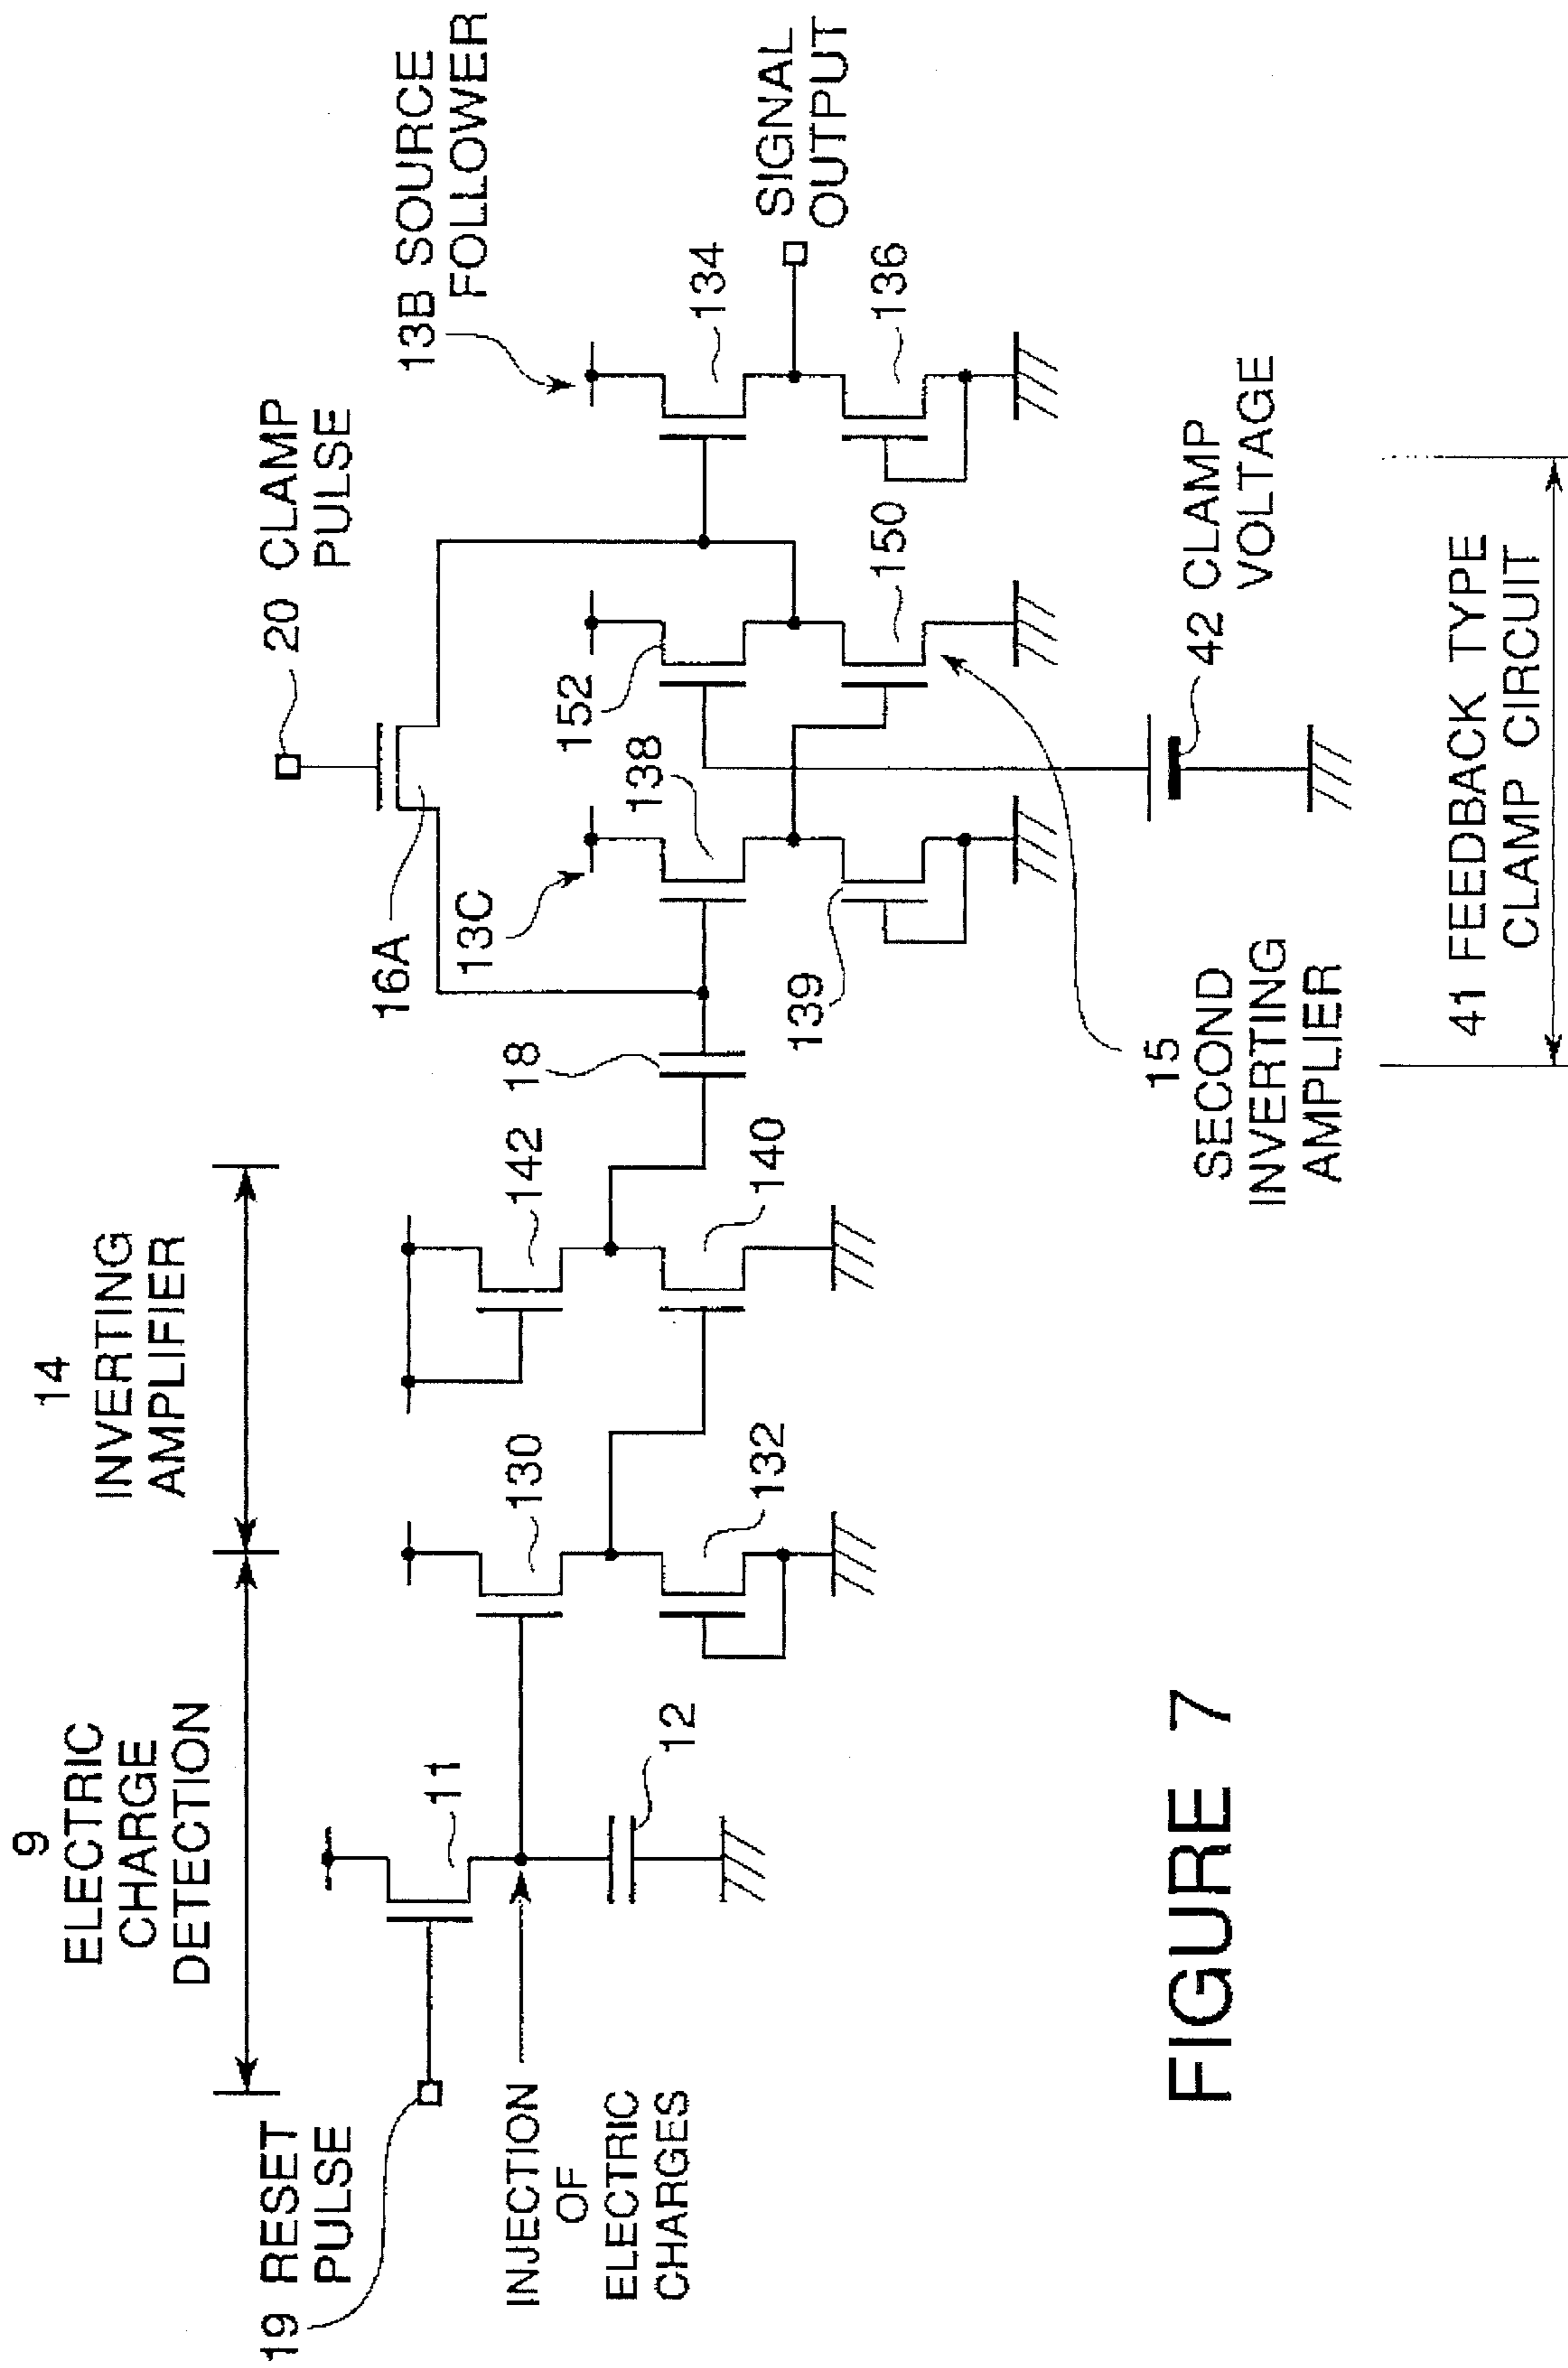 9
ELECTRIC
CHARGE
DETECTION
14
INVERTING
AMPLIFIER
19 RESET
PULSE
INJECTION
OF
ELECTRIC
CHARGES
11
12
130
132
142
140
18
16A
20 CLAMP
PULSE
13C
138
139
152
150
13B SOURCE
FOLLOWER
134
136
SIGNAL
OUTPUT
15
SECOND
INVERTING
AMPLIER
42 CLAMP
VOLTAGE
41 FEEDBACK TYPE
CLAMP CIRCUIT
FIGURE 7